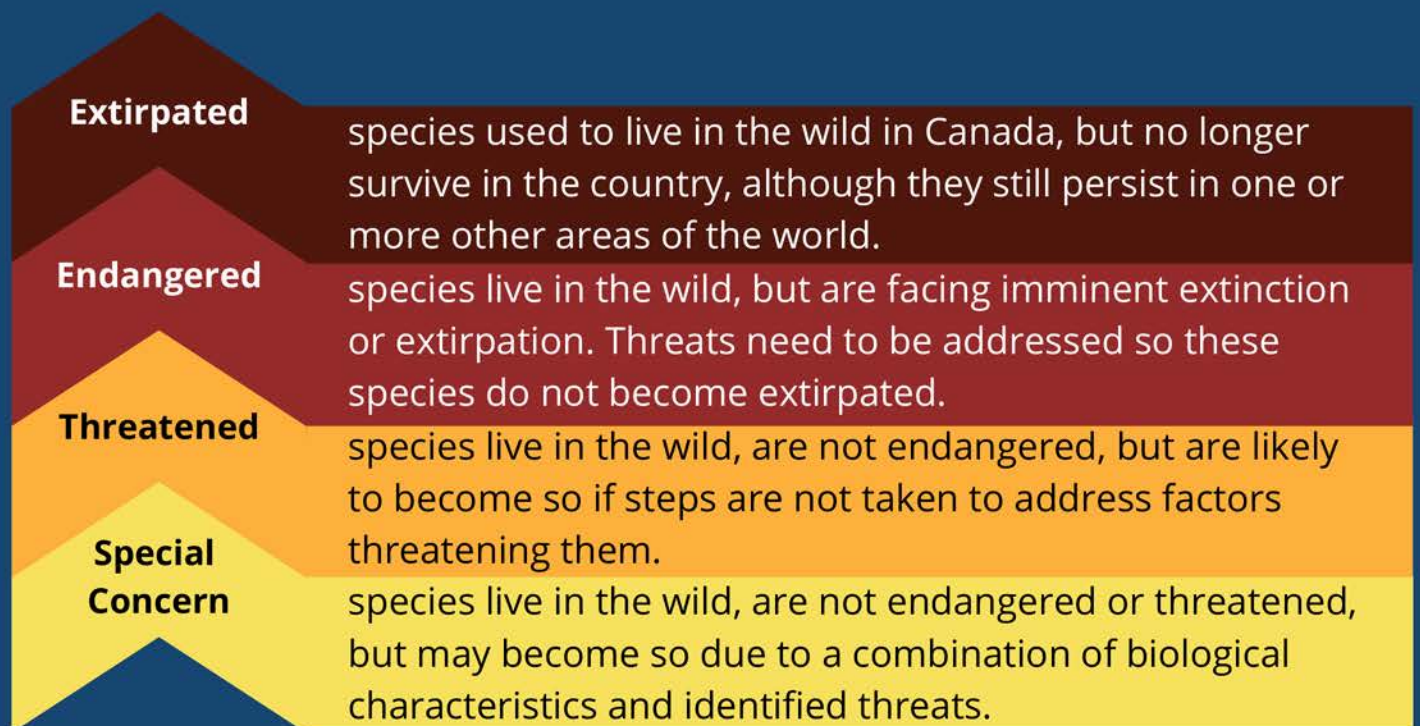 Extirpated
species used to live in the wild in Canada, but no longer
survive in the country, although they still persist in one or
more other areas of the world.
Endangered
species live in the wild, but are facing imminent extinction
or extirpation. Threats need to be addressed so these
species do not become extirpated.
Threatened
species live in the wild, are not endangered, but are likely
to become so if steps are not taken to address factors
threatening them.
Special
Concern
species live in the wild, are not endangered or threatened,
but may become so due to a combination of biological
characteristics and identified threats.